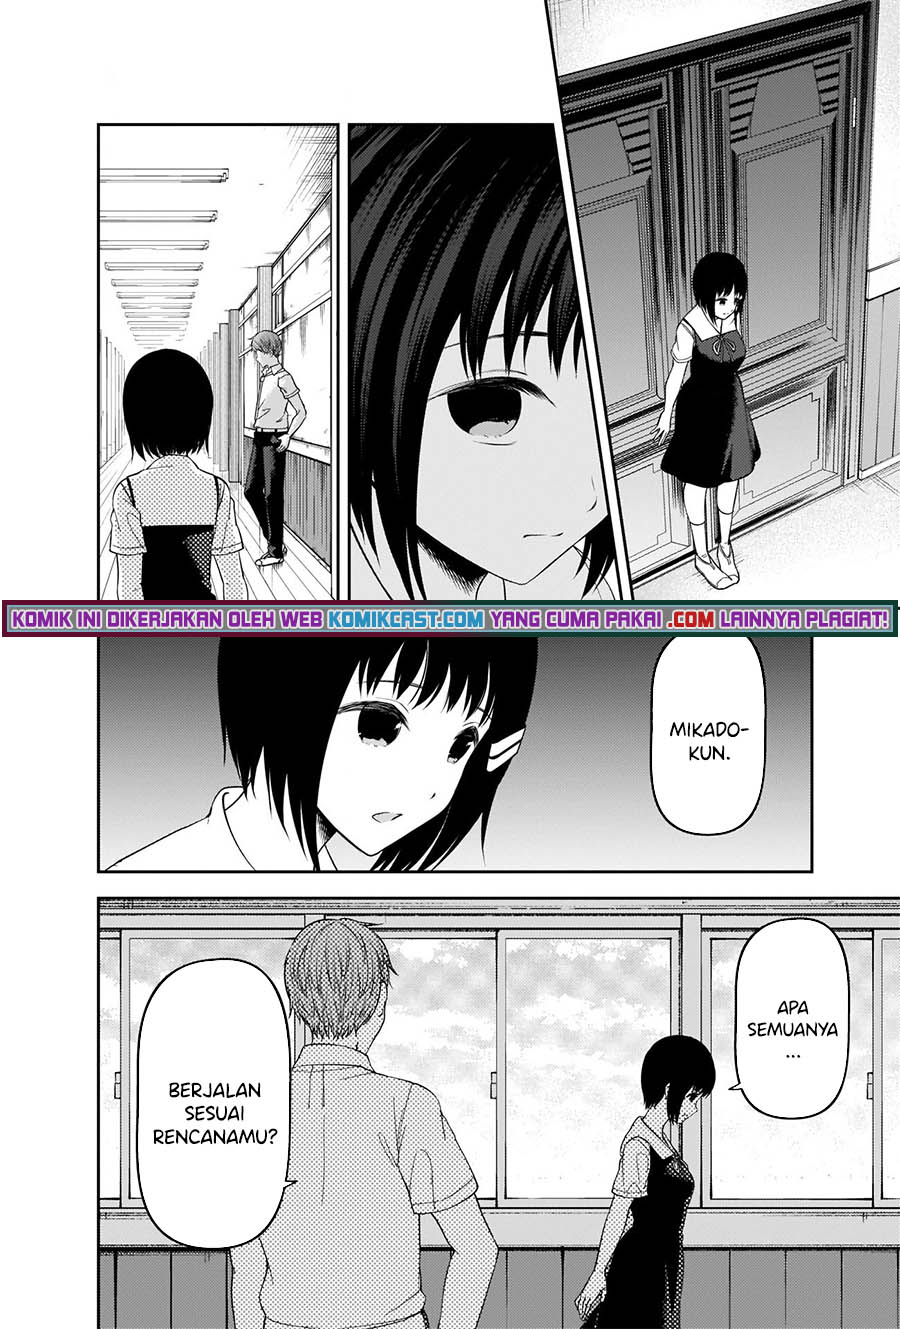 KOMIK INI DIKERJAKAN OLEH WEB KOMIKCAST.COM YANG CUMA PAKAI .COM LAINNYA PLAGIAT!
MIKADO-
KUN.
APA
SEMUANYA
...
BERJALAN
SESUAI
RENCANAMU?